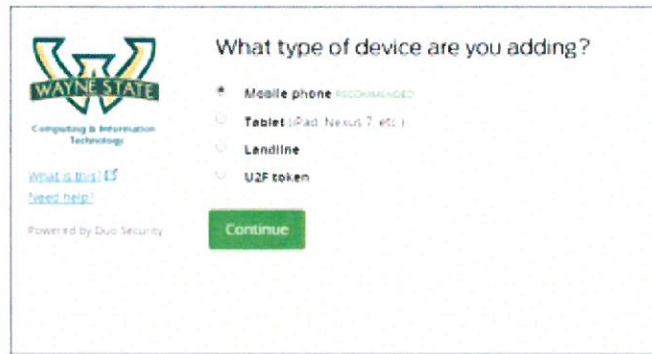 WAYNE STATE
Computing & Information
Technology
What is this?
Need help?
Powered by Duo Security
What type of device are you adding?
Mobile phone RECOMMENDED
Tablet (iPad, Nexus 7, etc.)
Landline
U2F token
Continue